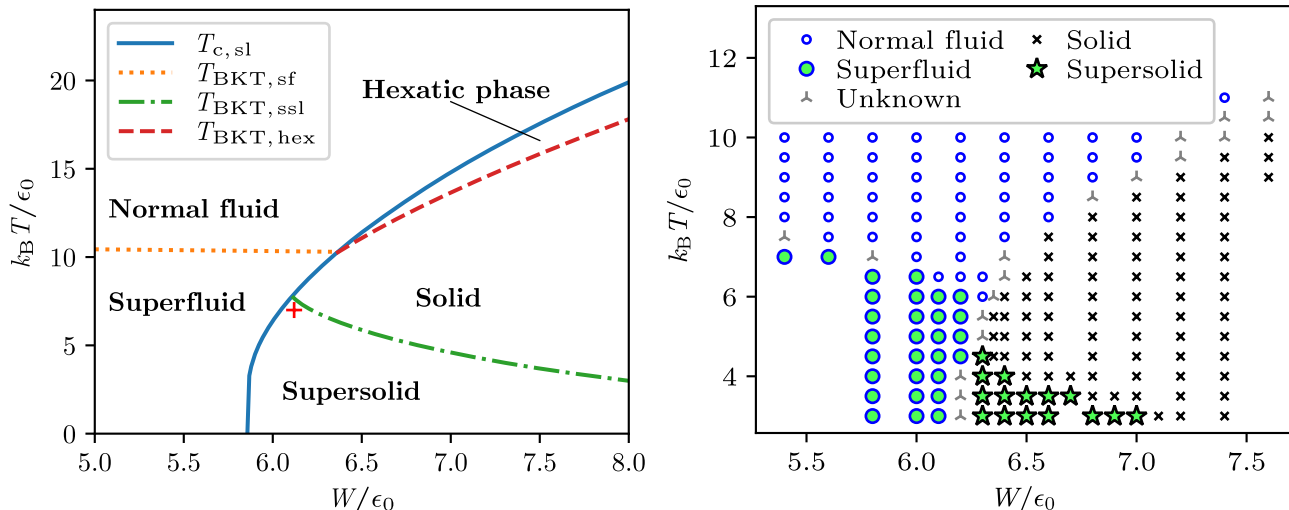 T_c, sl
T_BKT, sf
T_BKT, ssl
T_BKT, hex
Hexatic phase
Normal fluid
Superfluid
Solid
Supersolid
k_B T/ϵ_0
20
15
10
5
0
5.0 5.5 6.0 6.5 7.0 7.5 8.0
W/ϵ_0
Normal fluid Solid
Superfluid Supersolid
Unknown
k_B T/ϵ_0
12
10
8
6
4
5.5 6.0 6.5 7.0 7.5
W/ϵ_0